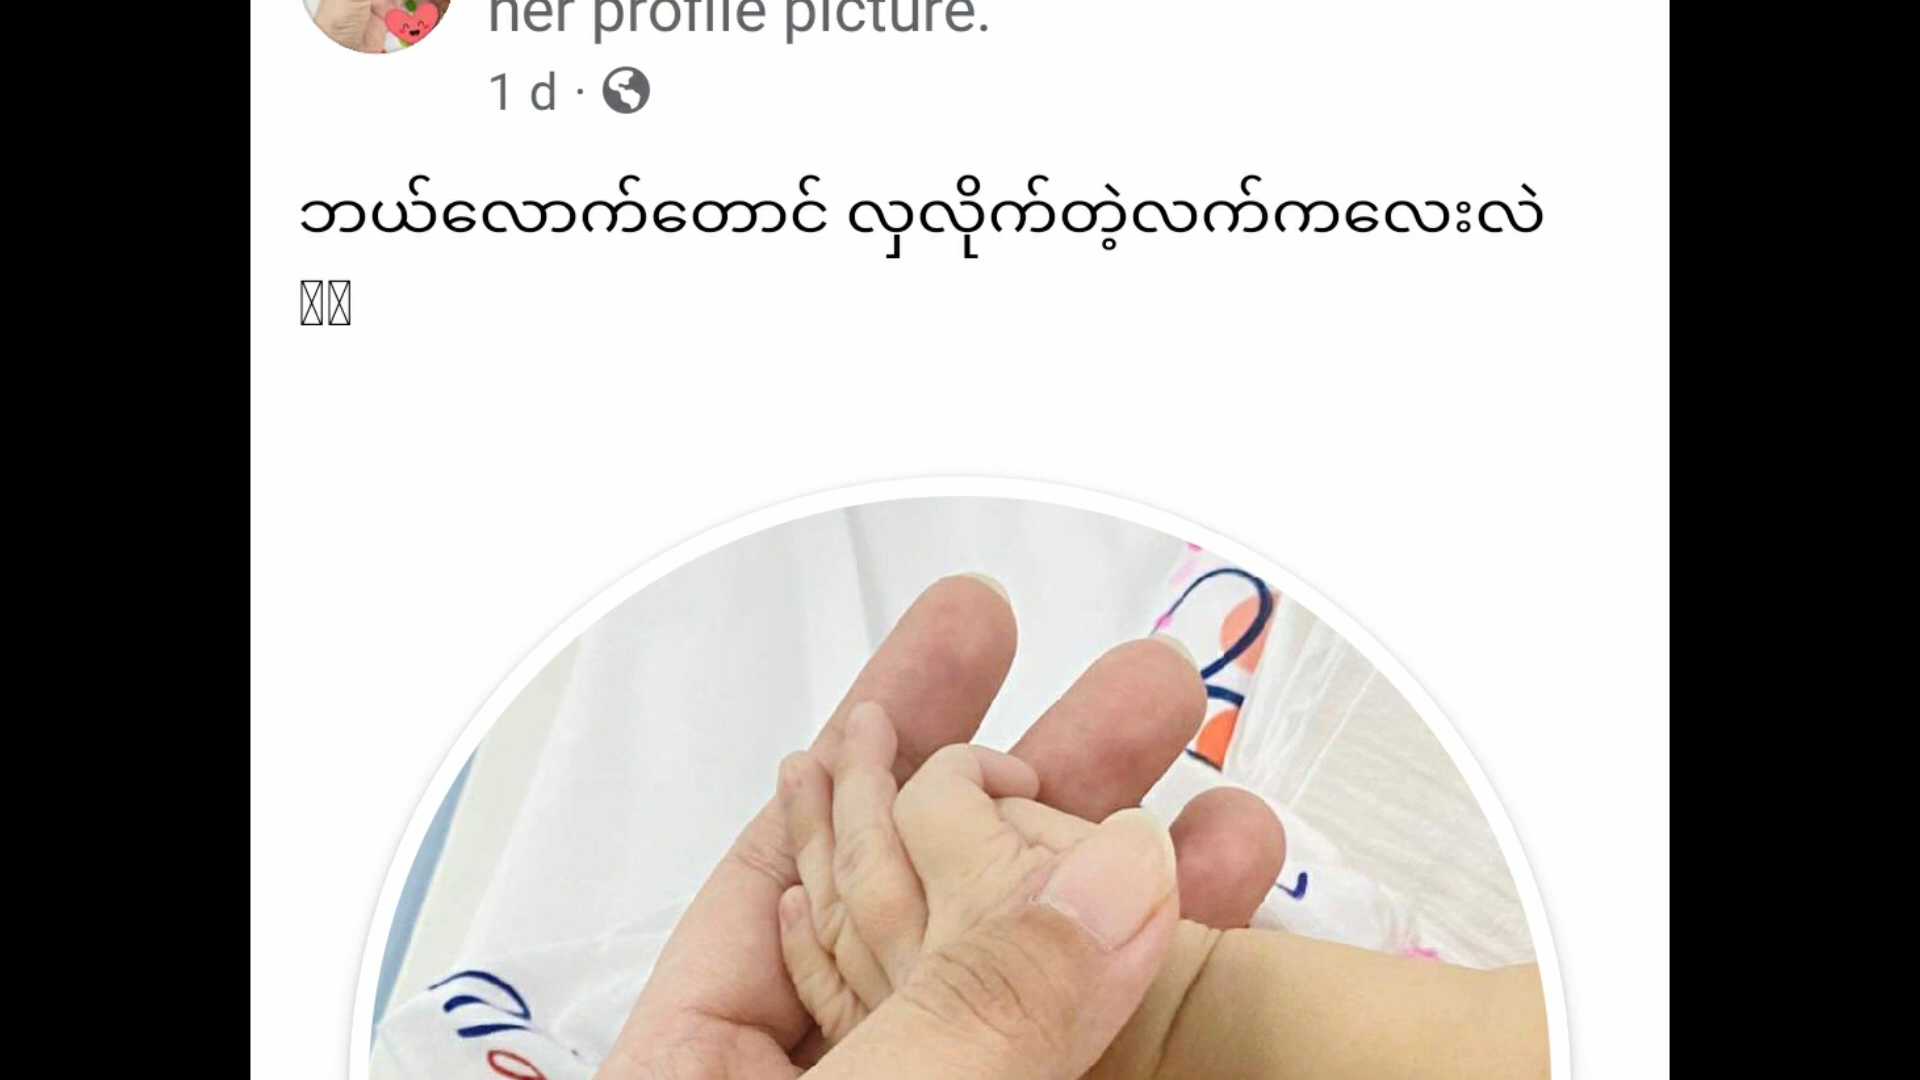 her profile picture.
1 d ·
ဘယ်လောက်တောင် လှလိုက်တဲ့လက်ကလေးလဲ